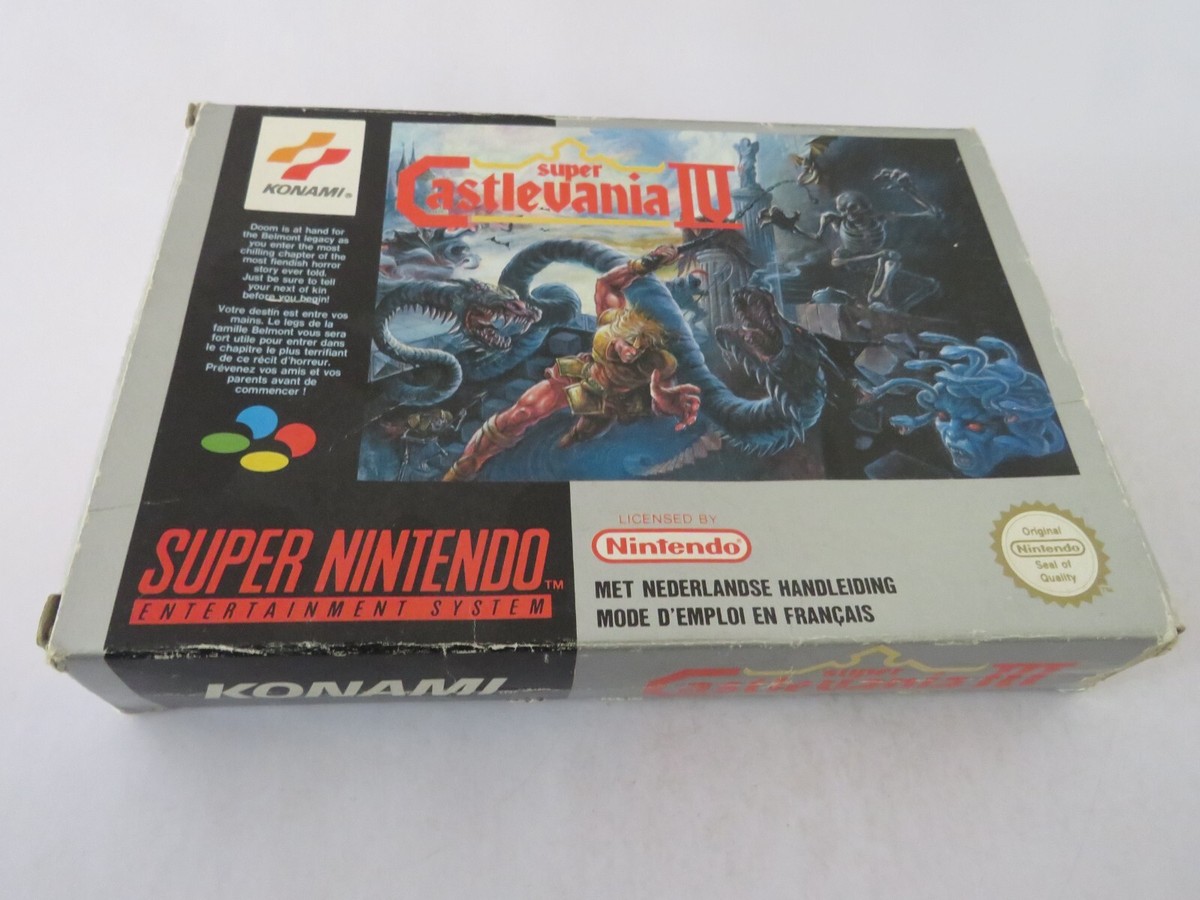 KONAMI®
Doom is at hand for
the Belmont legacy as
you enter the most
chilling chapter of the
most fiendish horror
story ever told.
Just be sure to tell
your next of kin
before you begin!
Votre destin est entre vos
mains. Le legs de la
famille Belmont vous sera
fort utile pour entrer dans
le chapitre le plus terrifiant
de ce récit d'horreur.
Prévenez vos amis et vos
parents avant de
commencer !
super
Castlevania IV
SUPER NINTENDO™
ENTERTAINMENT SYSTEM
LICENSED BY
Nintendo®
MET NEDERLANDSE HANDLEIDING
MODE D'EMPLOI EN FRANÇAIS
Original
Nintendo
Seal of
Quality
KONAMI
super
Castlevania IV